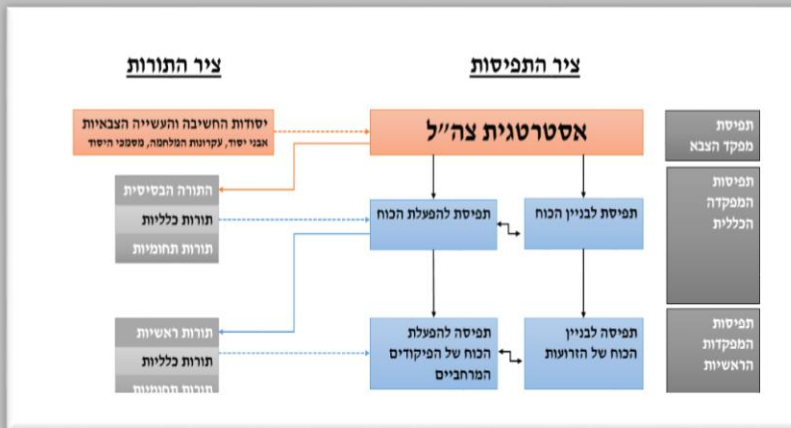 ציר התפיסות
ציר התורות
תפיסת
מפקד הצבא
אסטרטגית צה"ל
יסודות החשיבה והעשייה הצבאיות
אבני יסוד, עקרונות המלחמה, מסמכי היסוד
תפיסות
המפקדה
הכללית
תפיסת לבניין הכוח
תפיסת להפעלת הכוח
התורה הבסיסית
תורות כלליות
תורות תחומיות
תפיסות
המפקדות
הראשיות
תפיסה לבניין
הכוח של הזרועות
תפיסה להפעלת
הכוח של הפיקודים
המרחביים
תורות ראשיות
תורות כלליות
תורות תחומיות